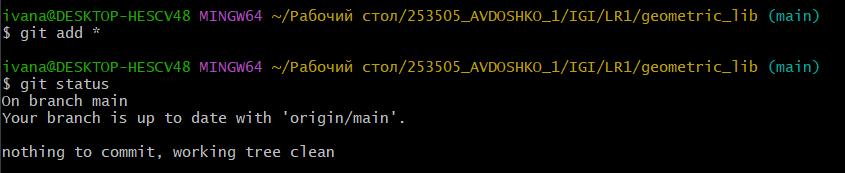 ivana@DESKTOP-HESCV48 MINGW64 ~/Рабочий стол/253505_AVDOSHKO_1/IGI/LR1/geometric_lib (main)
$ git add *
ivana@DESKTOP-HESCV48 MINGW64 ~/Рабочий стол/253505_AVDOSHKO_1/IGI/LR1/geometric_lib (main)
$ git status
On branch main
Your branch is up to date with 'origin/main'.
nothing to commit, working tree clean